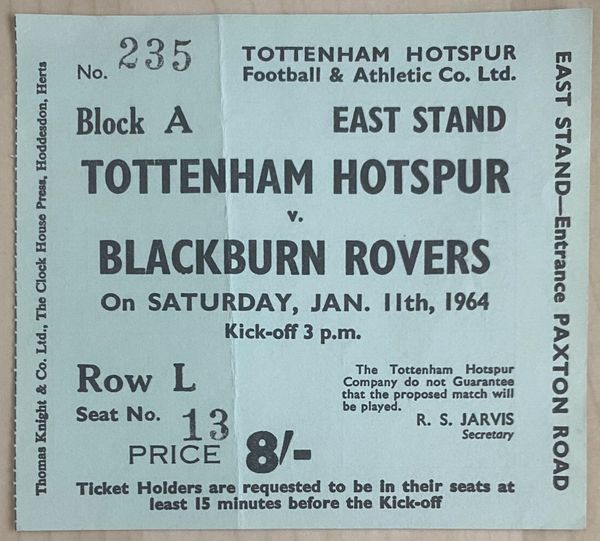 No. 235
TOTTENHAM HOTSPUR
Football & Athletic Co. Ltd.
Block A
EAST STAND
TOTTENHAM HOTSPUR
v.
BLACKBURN ROVERS
On SATURDAY, JAN. 11th, 1964
Kick-off 3 p.m.
Row L
Seat No. 13
PRICE 8/-
The Tottenham Hotspur
Company do not Guarantee
that the proposed match will
be played.
R. S. JARVIS
Secretary
Ticket Holders are requested to be in their seats at
least 15 minutes before the Kick-off
Thomas Knight & Co. Ltd., The Clock House Press, Hoddesdon, Herts
EAST STAND—Entrance PAXTON ROAD